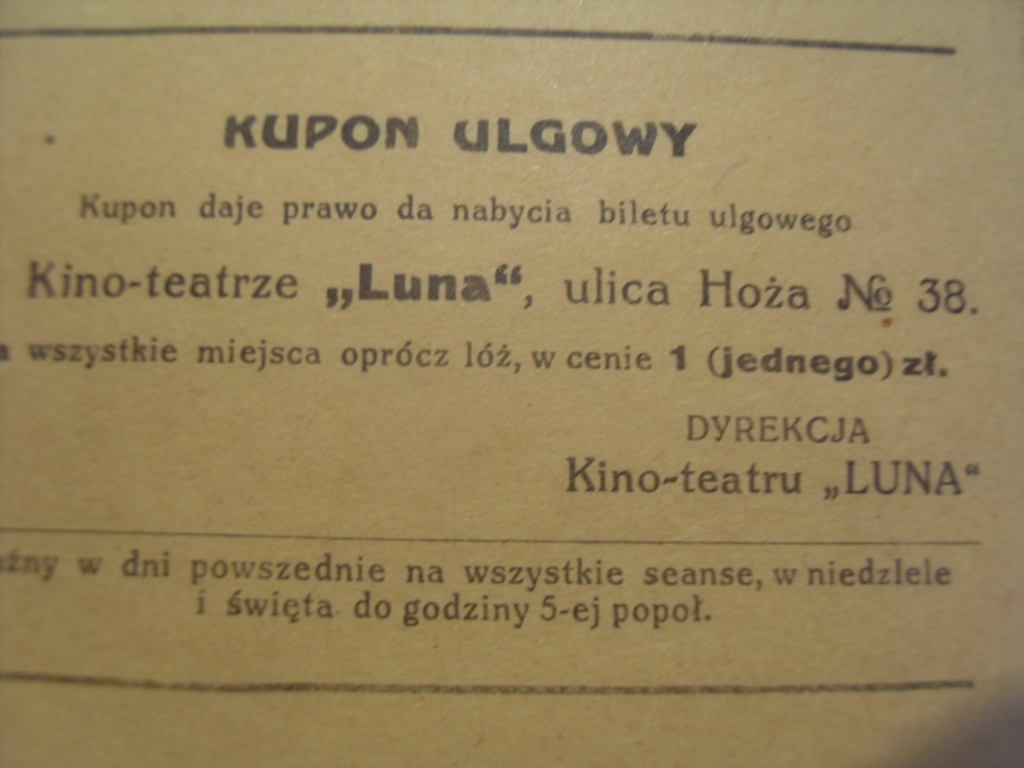 KUPON ULGOWY
Kupon daje prawo da nabycia biletu ulgowego
Kino-teatrze „Luna“, ulica Hoża № 38.
wszystkie miejsca oprócz lóż, w cenie 1 (jednego) zł.
DYREKCJA
Kino-teatru „LUNA“
w dni powszednie na wszystkie seanse, w niedzlele
i święta do godziny 5-ej popoł.